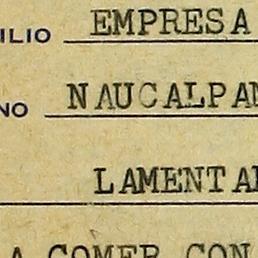 ILIO EMPRESA
NO NAUCALPAN
LAMENTA
A COMER CON